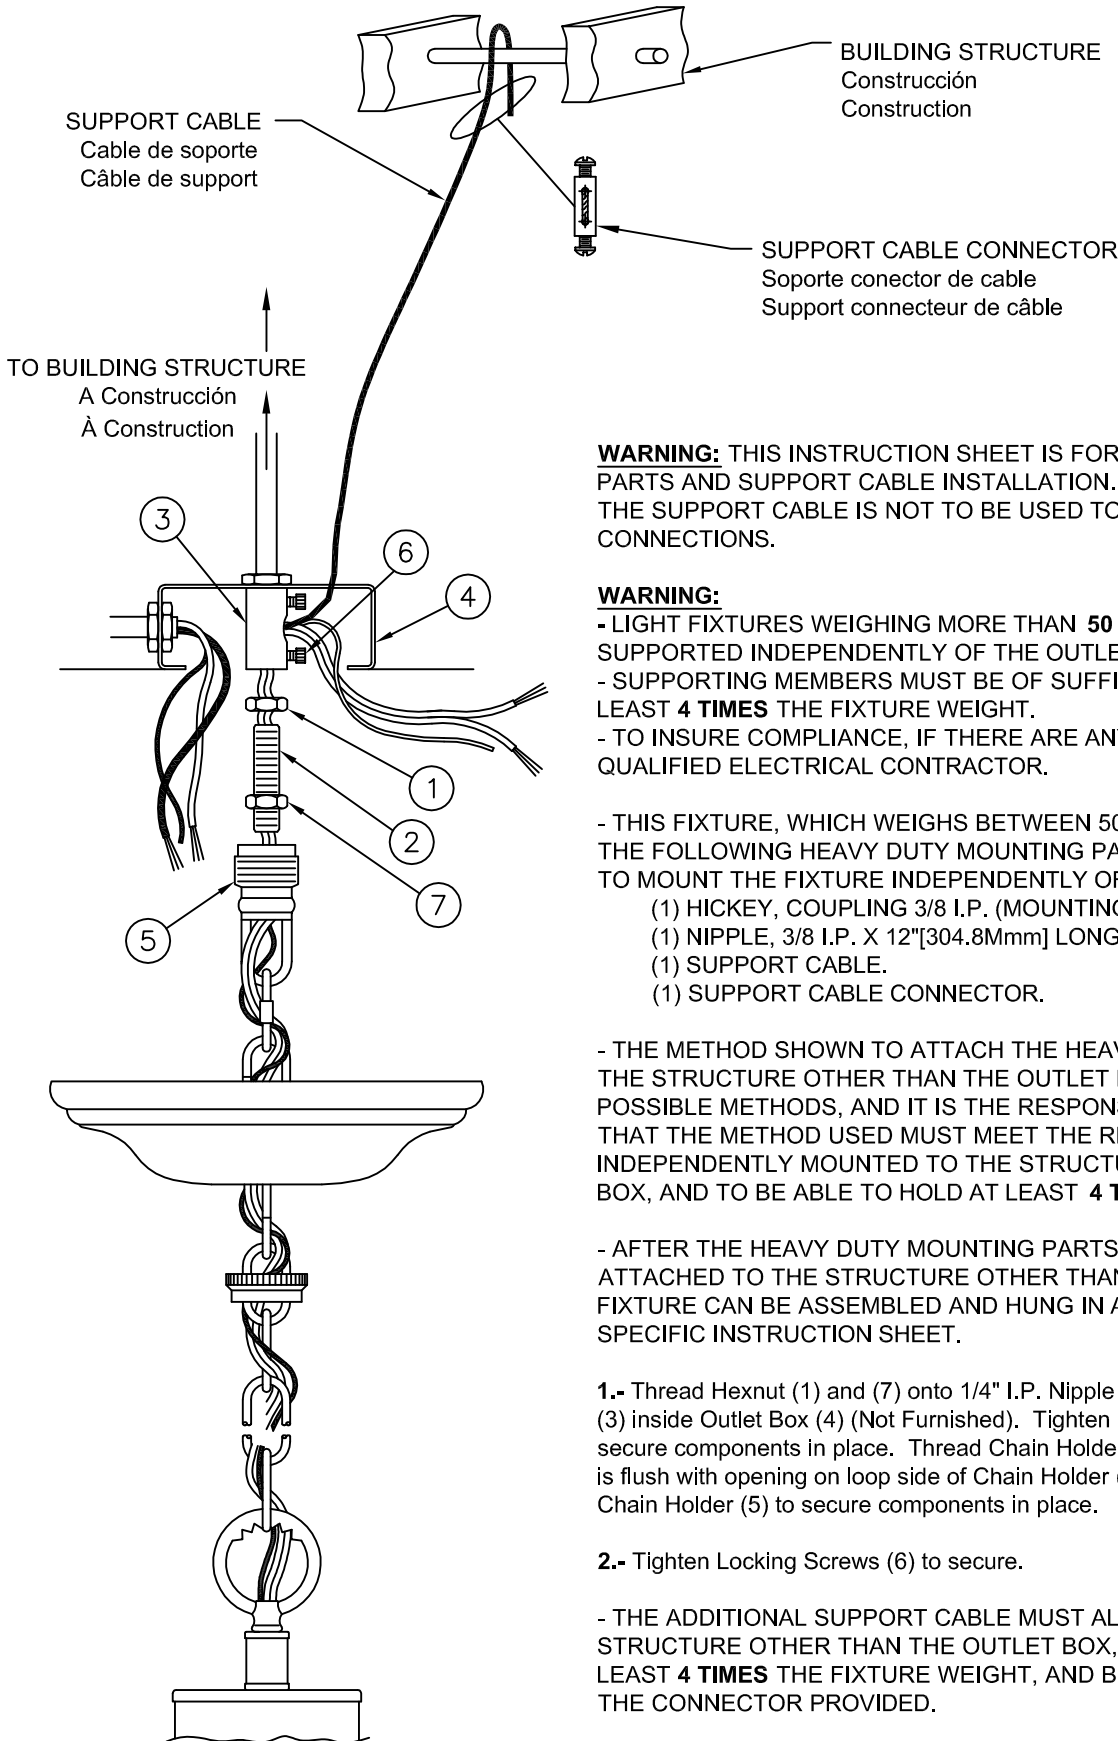 BUILDING STRUCTURE
Construcción
Construction
SUPPORT CABLE
Cable de soporte
Câble de support
SUPPORT CABLE CONNECTOR
Soporte conector de cable
Support connecteur de câble
TO BUILDING STRUCTURE
A Construcción
À Construction
3
6
4
1
2
7
5
WARNING: THIS INSTRUCTION SHEET IS FOR
PARTS AND SUPPORT CABLE INSTALLATION.
THE SUPPORT CABLE IS NOT TO BE USED TO
CONNECTIONS.
WARNING:
- LIGHT FIXTURES WEIGHING MORE THAN 50
SUPPORTED INDEPENDENTLY OF THE OUTLE
- SUPPORTING MEMBERS MUST BE OF SUFFI
LEAST 4 TIMES THE FIXTURE WEIGHT.
- TO INSURE COMPLIANCE, IF THERE ARE ANY
QUALIFIED ELECTRICAL CONTRACTOR.
- THIS FIXTURE, WHICH WEIGHS BETWEEN 50
THE FOLLOWING HEAVY DUTY MOUNTING PA
TO MOUNT THE FIXTURE INDEPENDENTLY OF
(1) HICKEY, COUPLING 3/8 I.P. (MOUNTING
(1) NIPPLE, 3/8 I.P. X 12"[304.8Mmm] LONG
(1) SUPPORT CABLE.
(1) SUPPORT CABLE CONNECTOR.
- THE METHOD SHOWN TO ATTACH THE HEAV
THE STRUCTURE OTHER THAN THE OUTLET
POSSIBLE METHODS, AND IT IS THE RESPON
THAT THE METHOD USED MUST MEET THE RE
INDEPENDENTLY MOUNTED TO THE STRUCTU
BOX, AND TO BE ABLE TO HOLD AT LEAST 4 T
- AFTER THE HEAVY DUTY MOUNTING PARTS
ATTACHED TO THE STRUCTURE OTHER THAN
FIXTURE CAN BE ASSEMBLED AND HUNG IN A
SPECIFIC INSTRUCTION SHEET.
1.- Thread Hexnut (1) and (7) onto 1/4" I.P. Nipple
(3) inside Outlet Box (4) (Not Furnished). Tighten
secure components in place. Thread Chain Holde
is flush with opening on loop side of Chain Holder (
Chain Holder (5) to secure components in place.
2.- Tighten Locking Screws (6) to secure.
- THE ADDITIONAL SUPPORT CABLE MUST AL
STRUCTURE OTHER THAN THE OUTLET BOX,
LEAST 4 TIMES THE FIXTURE WEIGHT, AND B
THE CONNECTOR PROVIDED.